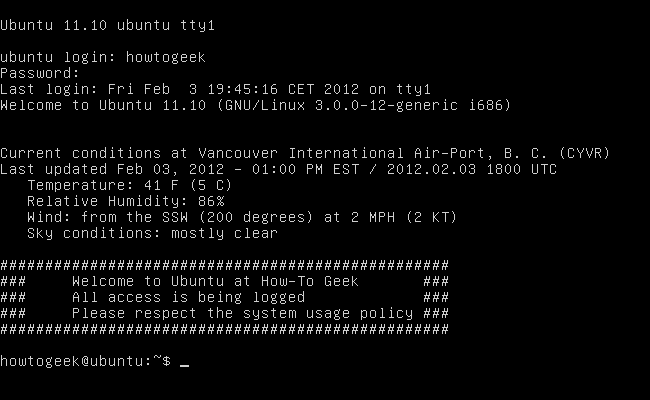 Ubuntu 11.10 ubuntu tty1
ubuntu login: howtogeek
Password:
Last login: Fri Feb  3 19:45:16 CET 2012 on tty1
Welcome to Ubuntu 11.10 (GNU/Linux 3.0.0-12-generic i686)
Current conditions at Vancouver International Air-Port, B. C. (CYVR)
Last updated Feb 03, 2012 - 01:00 PM EST / 2012.02.03 1800 UTC
   Temperature: 41 F (5 C)
   Relative Humidity: 86%
   Wind: from the SSW (200 degrees) at 2 MPH (2 KT)
   Sky conditions: mostly clear
##################################################
###     Welcome to Ubuntu at How-To Geek       ###
###     All access is being logged             ###
###     Please respect the system usage policy ###
##################################################
howtogeek@ubuntu:~$ _